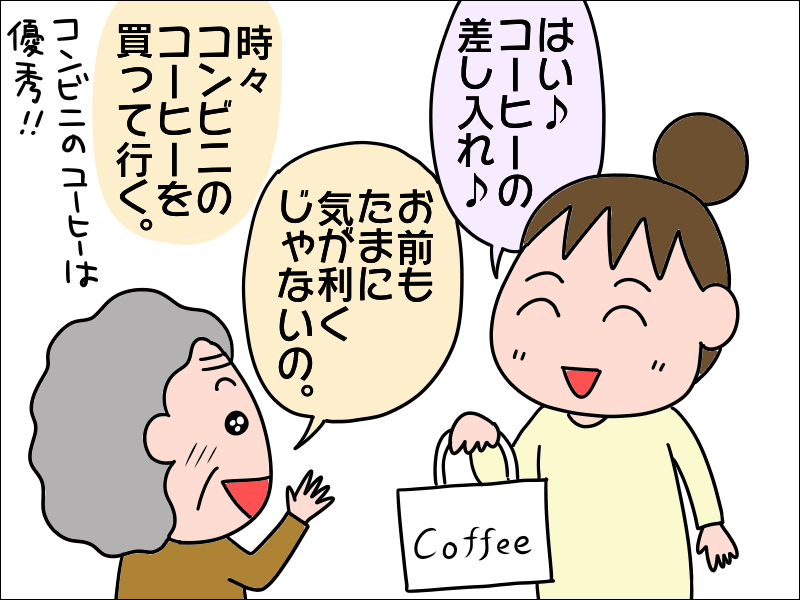 はい♪
コーヒーの
差し入れ♪
お前も
たまに
気が利く
じゃないの。
時々
コンビニの
コーヒーを
買って行く。
コンビニのコーヒーは
優秀!!
Coffee